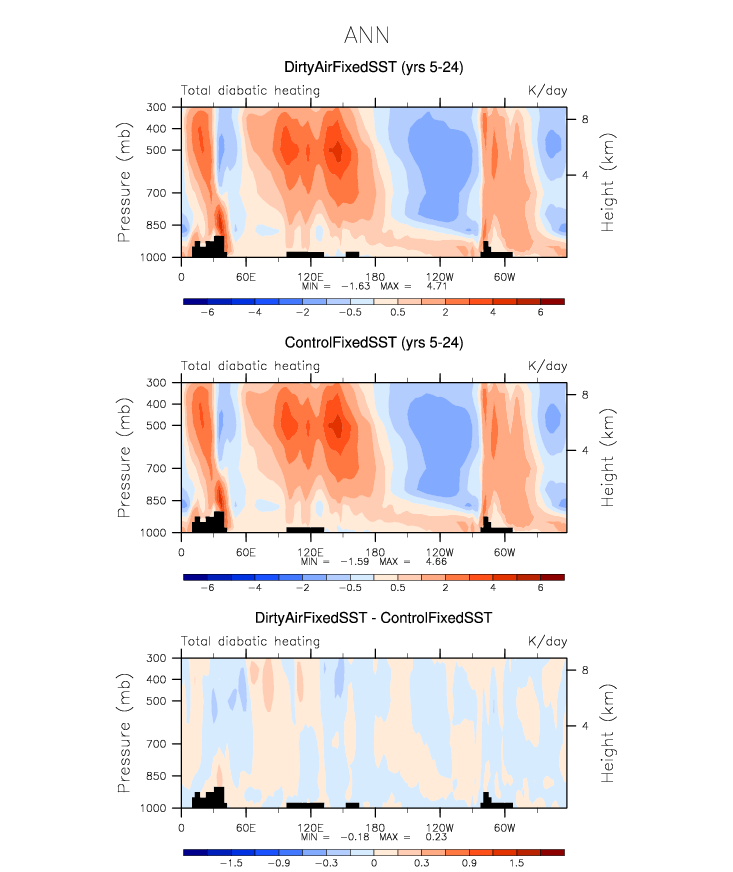 ANN
DirtyAirFixedSST (yrs 5-24)
Total diabatic heating K/day
Pressure (mb)
300
400
500
700
850
1000
8
4
Height (km)
0 60E 120E 180 120W 60W
MIN = -1.63 MAX = 4.71
-6 -4 -2 -0.5 0.5 2 4 6
ControlFixedSST (yrs 5-24)
Total diabatic heating K/day
Pressure (mb)
300
400
500
700
850
1000
8
4
Height (km)
0 60E 120E 180 120W 60W
MIN = -1.59 MAX = 4.66
-6 -4 -2 -0.5 0.5 2 4 6
DirtyAirFixedSST - ControlFixedSST
Total diabatic heating K/day
Pressure (mb)
300
400
500
700
850
1000
8
4
Height (km)
0 60E 120E 180 120W 60W
MIN = -0.18 MAX = 0.23
-1.5 -0.9 -0.3 0 0.3 0.9 1.5